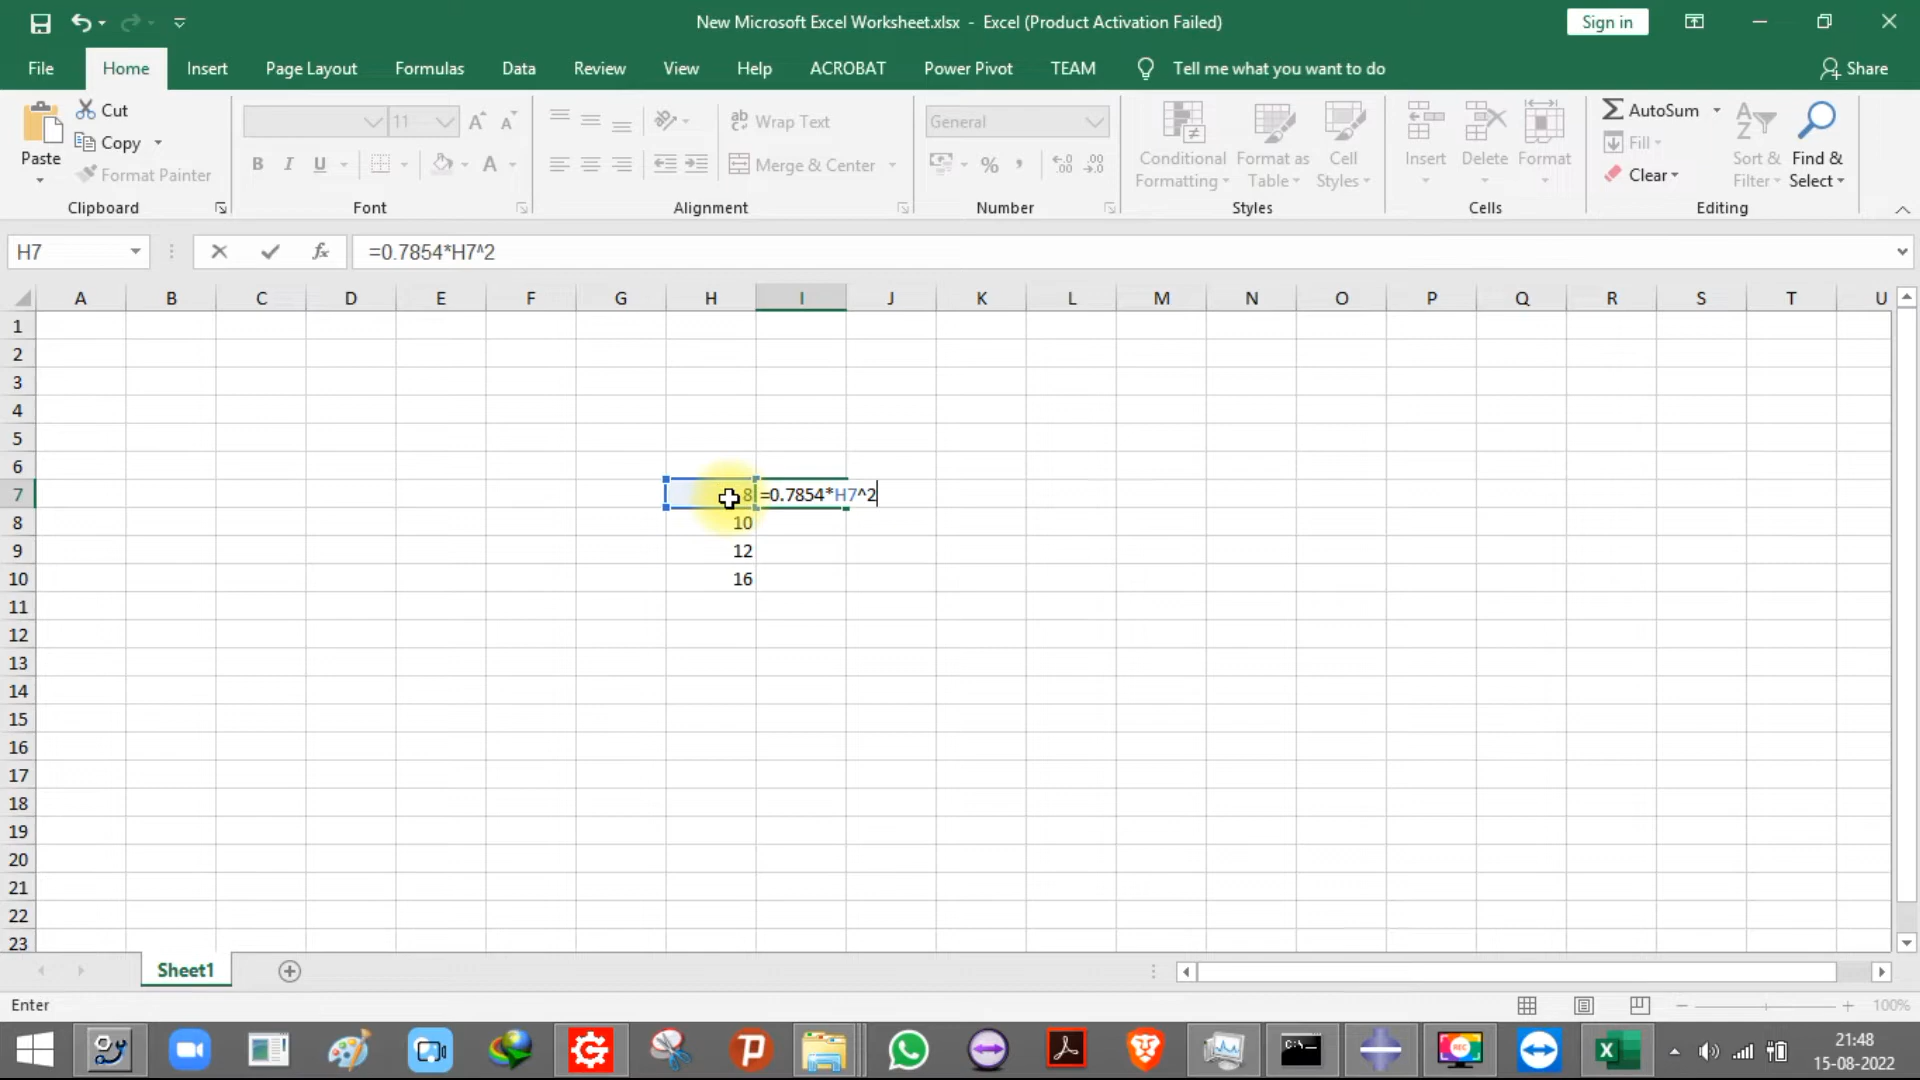 New Microsoft Excel Worksheet.xlsx - Excel (Product Activation Failed)
Sign in
File Home Insert Page Layout Formulas Data Review View Help ACROBAT Power Pivot TEAM Tell me what you want to do Share
Paste
Cut
Copy
Format Painter
Clipboard
11
B I U
Font
Wrap Text
Merge & Center
Alignment
General
%
Number
Conditional Formatting
Format as Table
Cell Styles
Styles
Insert
Delete
Format
Cells
AutoSum
Fill
Clear
Sort & Filter
Find & Select
Editing
H7
fx
=0.7854*H7^2
A B C D E F G H I J K L M N O P Q R S T U
1
2
3
4
5
6
7 8 =0.7854*H7^2
8 10
9 12
10 16
11
12
13
14
15
16
17
18
19
20
21
22
23
Sheet1
Enter
100%
REC
C:\
21:48
15-08-2022